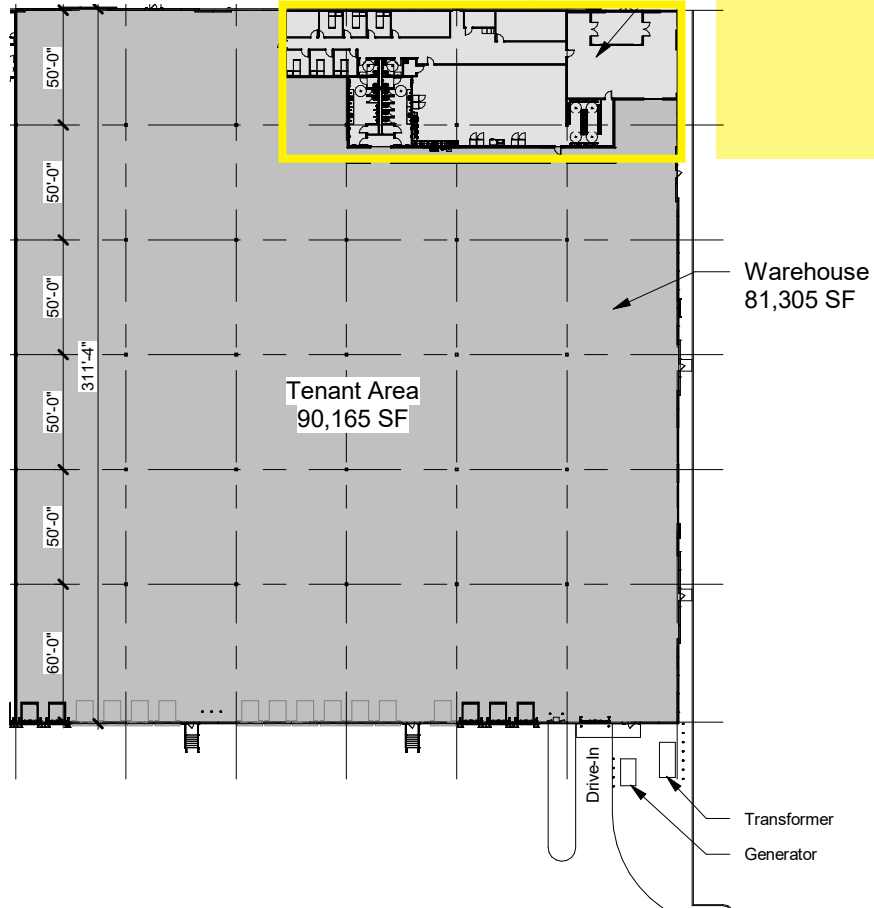 50'-0"
50'-0"
50'-0"
50'-0"
50'-0"
60'-0"
311'-4"
Warehouse
81,305 SF
Tenant Area
90,165 SF
Drive-In
Transformer
Generator